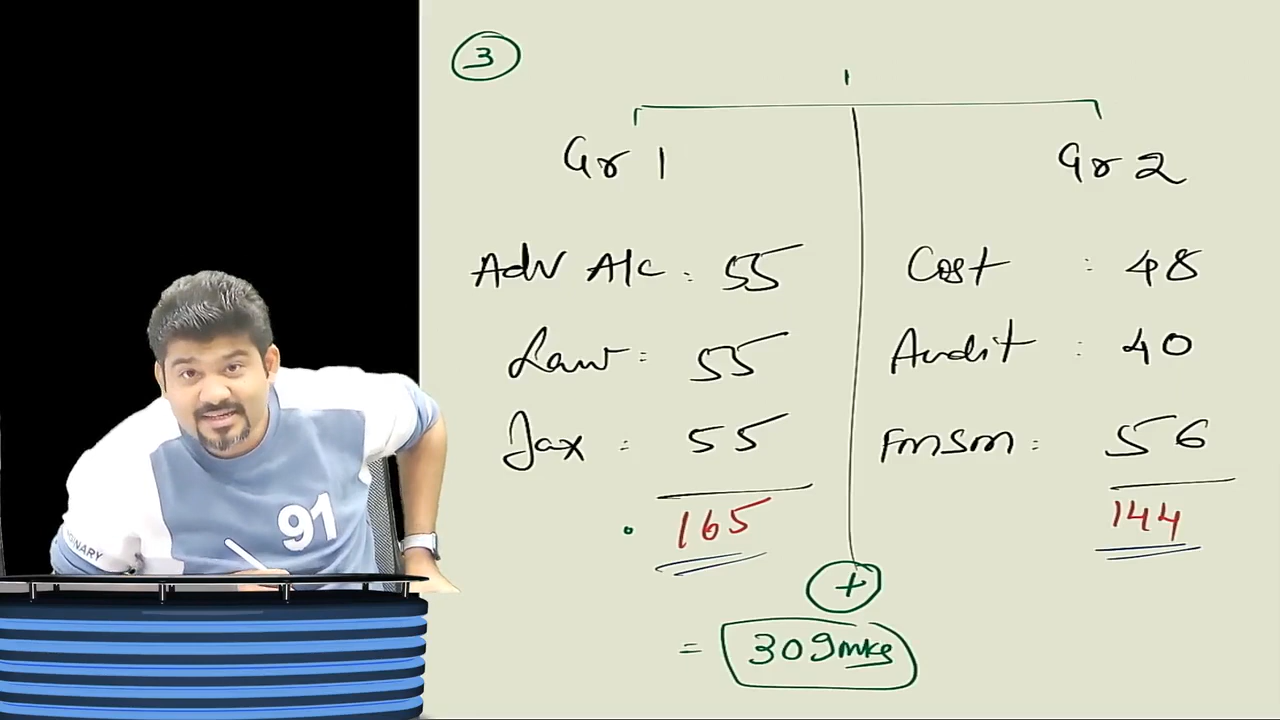 3
Gr 1
Gr 2
Adv A/c : 55
Cost : 48
Law : 55
Audit : 40
Tax : 55
FMSM : 56
165
144
+
= 309mks
91